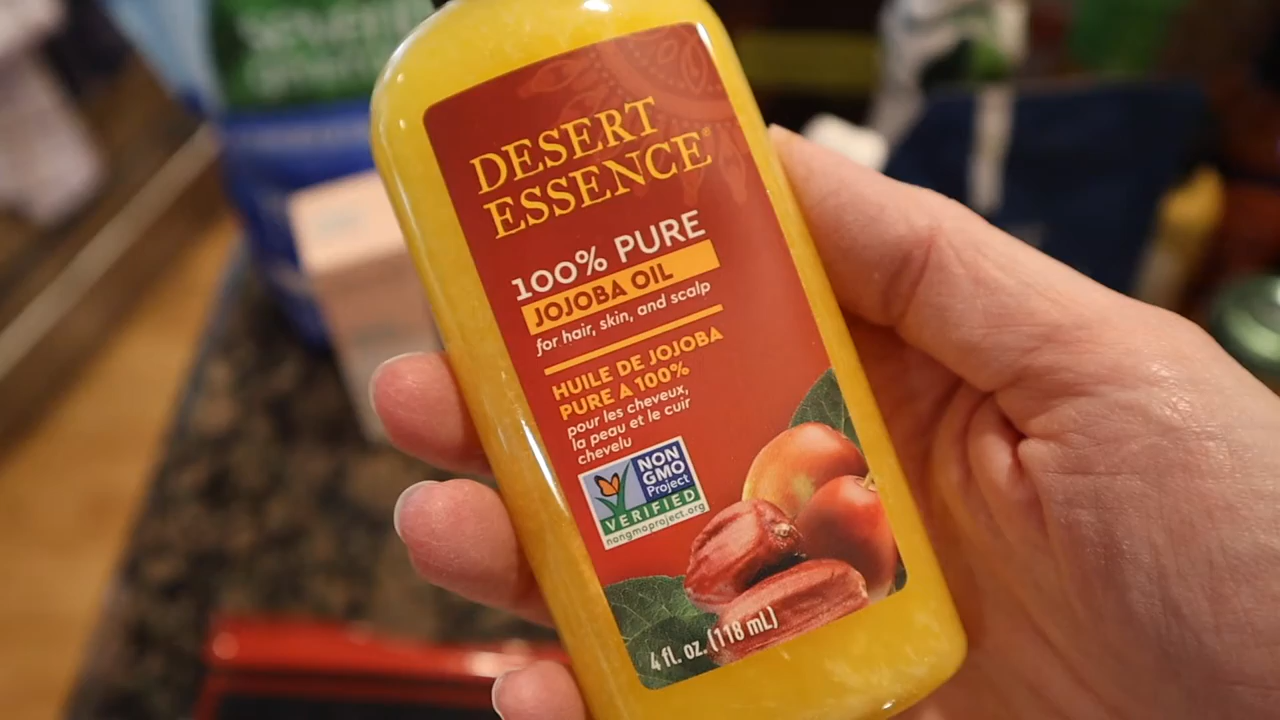 DESERT
ESSENCE®
100% PURE
JOJOBA OIL
for hair, skin, and scalp
HUILE DE JOJOBA
PURE A 100%
pour les cheveux,
la peau et le cuir
chevelu
NON
GMO
Project
VERIFIED
nongmoproject.org
4 fl. oz. (118 mL)